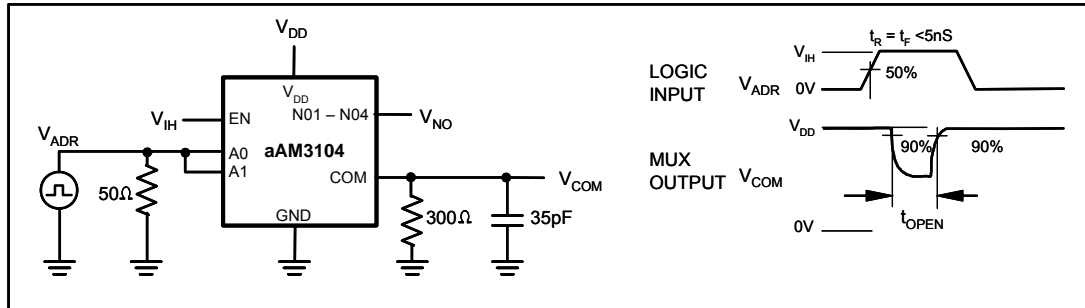 V_DD
V_DD
V_IH
EN
N01 – N04
V_NO
V_ADR
A0
aAM3104
A1
COM
V_COM
50Ω
GND
300Ω
35pF
t_R = t_F <5nS
V_IH
50%
LOGIC
INPUT
V_ADR
0V
V_DD
90%
90%
MUX
OUTPUT
V_COM
t_OPEN
0V